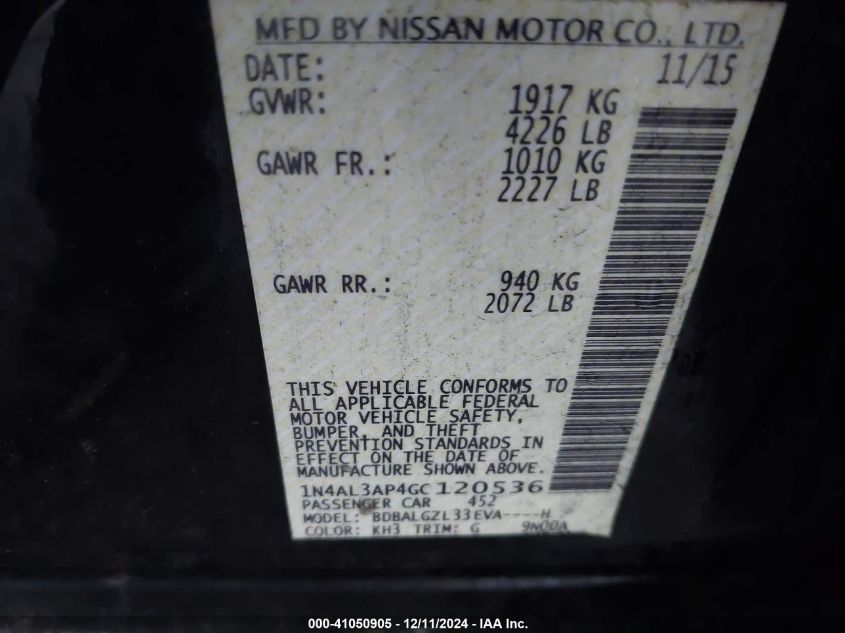 MFD BY NISSAN MOTOR CO., LTD.
DATE: 11/15
GVWR: 1917 KG
4226 LB
GAWR FR.: 1010 KG
2227 LB
GAWR RR.: 940 KG
2072 LB
THIS VEHICLE CONFORMS TO
ALL APPLICABLE FEDERAL
MOTOR VEHICLE SAFETY,
BUMPER, AND THEFT
PREVENTION STANDARDS IN
EFFECT ON THE DATE OF
MANUFACTURE SHOWN ABOVE.
1N4AL3AP4GC120536
PASSENGER CAR 452
MODEL: BDBALGZL33EVA----H
COLOR: KH3 TRIM: G 9N00A
000-41050905 - 12/11/2024 - IAA Inc.